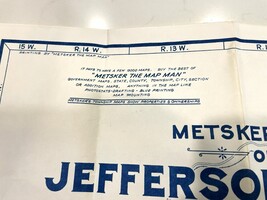 15 W. R. 14 W. R. 13 W. R.
PRINTING BY "METSKER THE MAP MAN"
IT PAYS TO HAVE A FEW GOOD MAPS. BUY THE BEST OF
"METSKER THE MAP MAN"
GOVERNMENT MAPS, STATE, COUNTY, TOWNSHIP, CITY, SECTION
OR ADDITION MAPS. ANYTHING IN THE MAP LINE
PHOTOSTATS-DRAFTING-BLUE PRINTING
MAP MOUNTING
METSKER'S TOWNSHIP MAPS SHOW PROPERTIES & OWNERSHIPS
METSKER
JEFFERSO